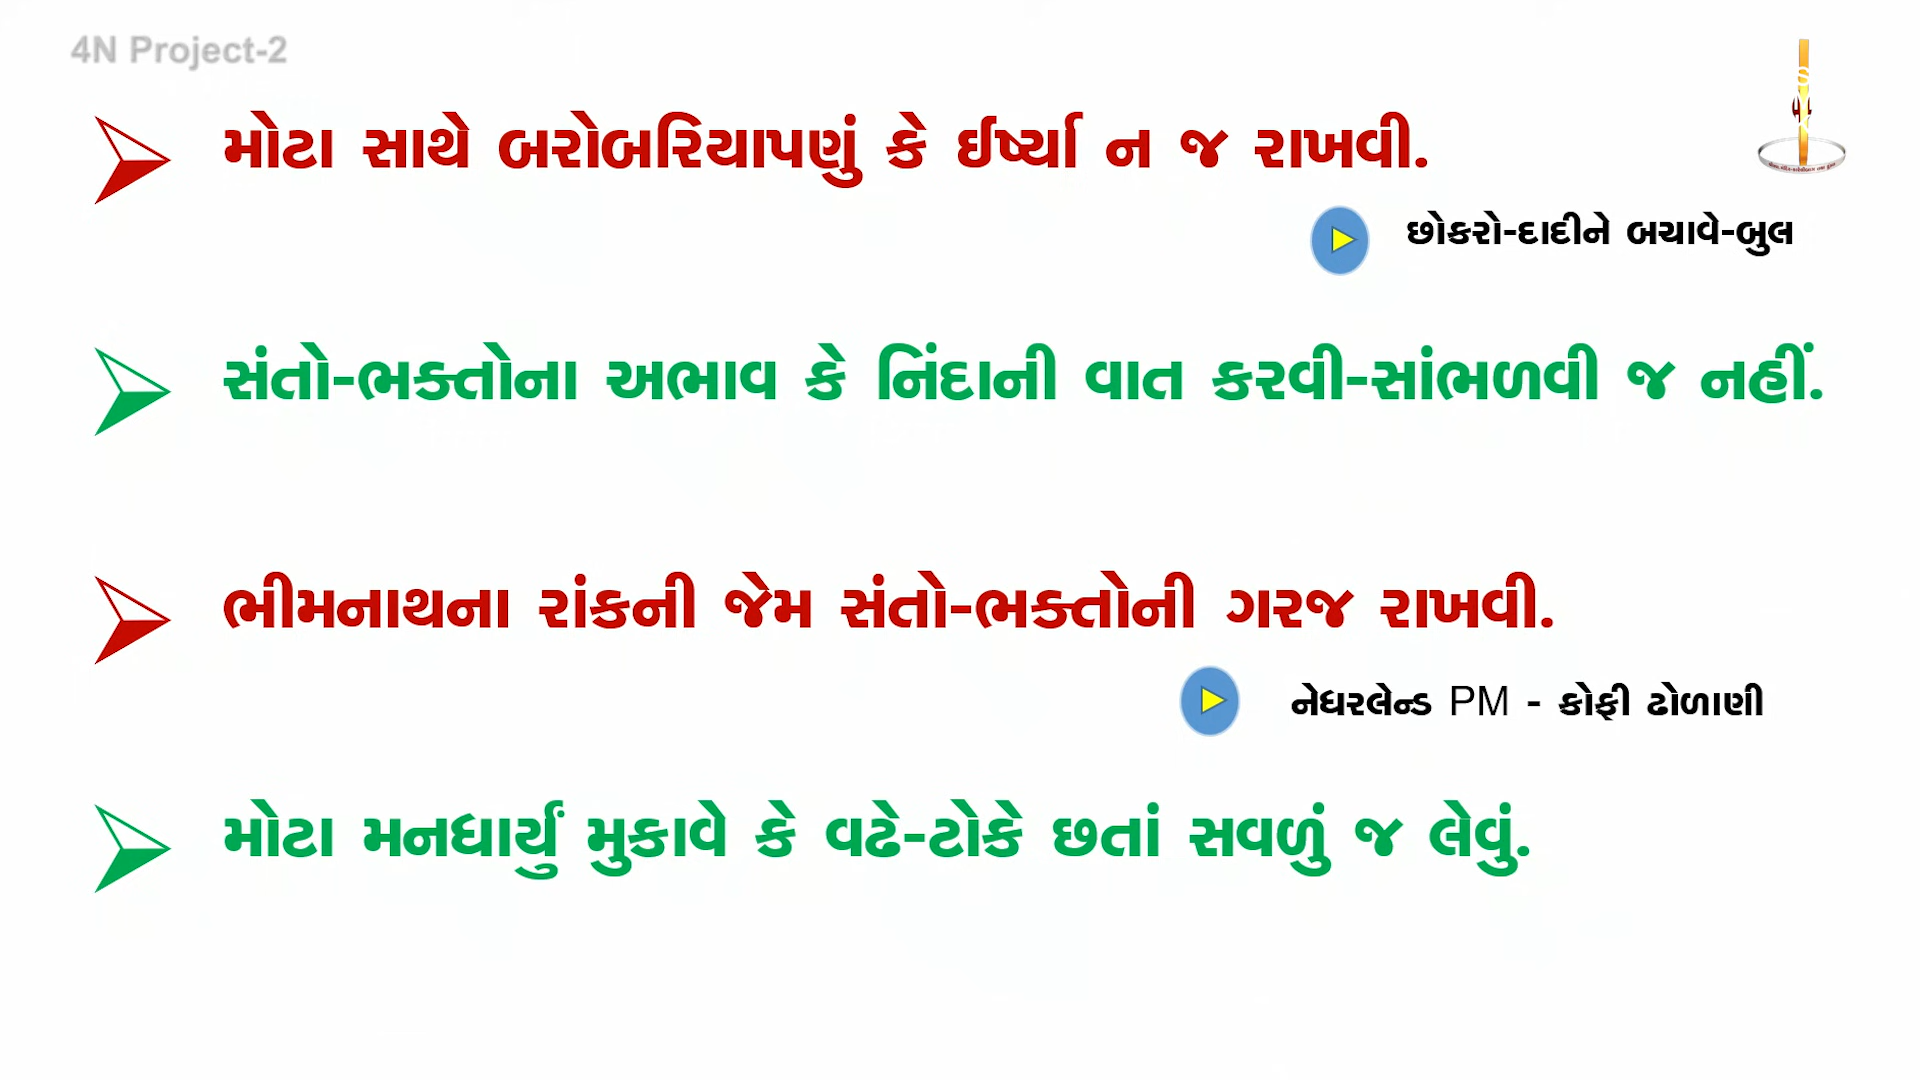 4N Project-2
મોટા સાથે બરોબરિયાપણું કે ઈર્ષ્યા ન જ રાખવી.
છોકરો-દાદીને બચાવે-બુલ
સંતો-ભક્તોના અભાવ કે નિંદાની વાત કરવી-સાંભળવી જ નહીં.
ભીમનાથના રાંકની જેમ સંતો-ભક્તોની ગરજ રાખવી.
નેધરલેન્ડ PM - કોફી ઢોળાણી
મોટા મનધાર્યું મુકાવે કે વઢે-ટોકે છતાં સવળું જ લેવું.